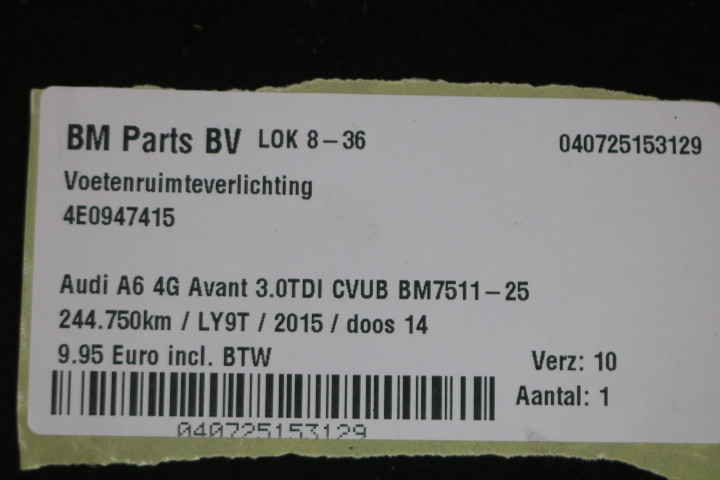 BM Parts BV LOK 8-36 040725153129
Voetenruimteverlichting
4E0947415
Audi A6 4G Avant 3.0TDI CVUB BM7511-25
244.750km / LY9T / 2015 / doos 14
9.95 Euro incl. BTW Verz: 10
Aantal: 1
040725153129